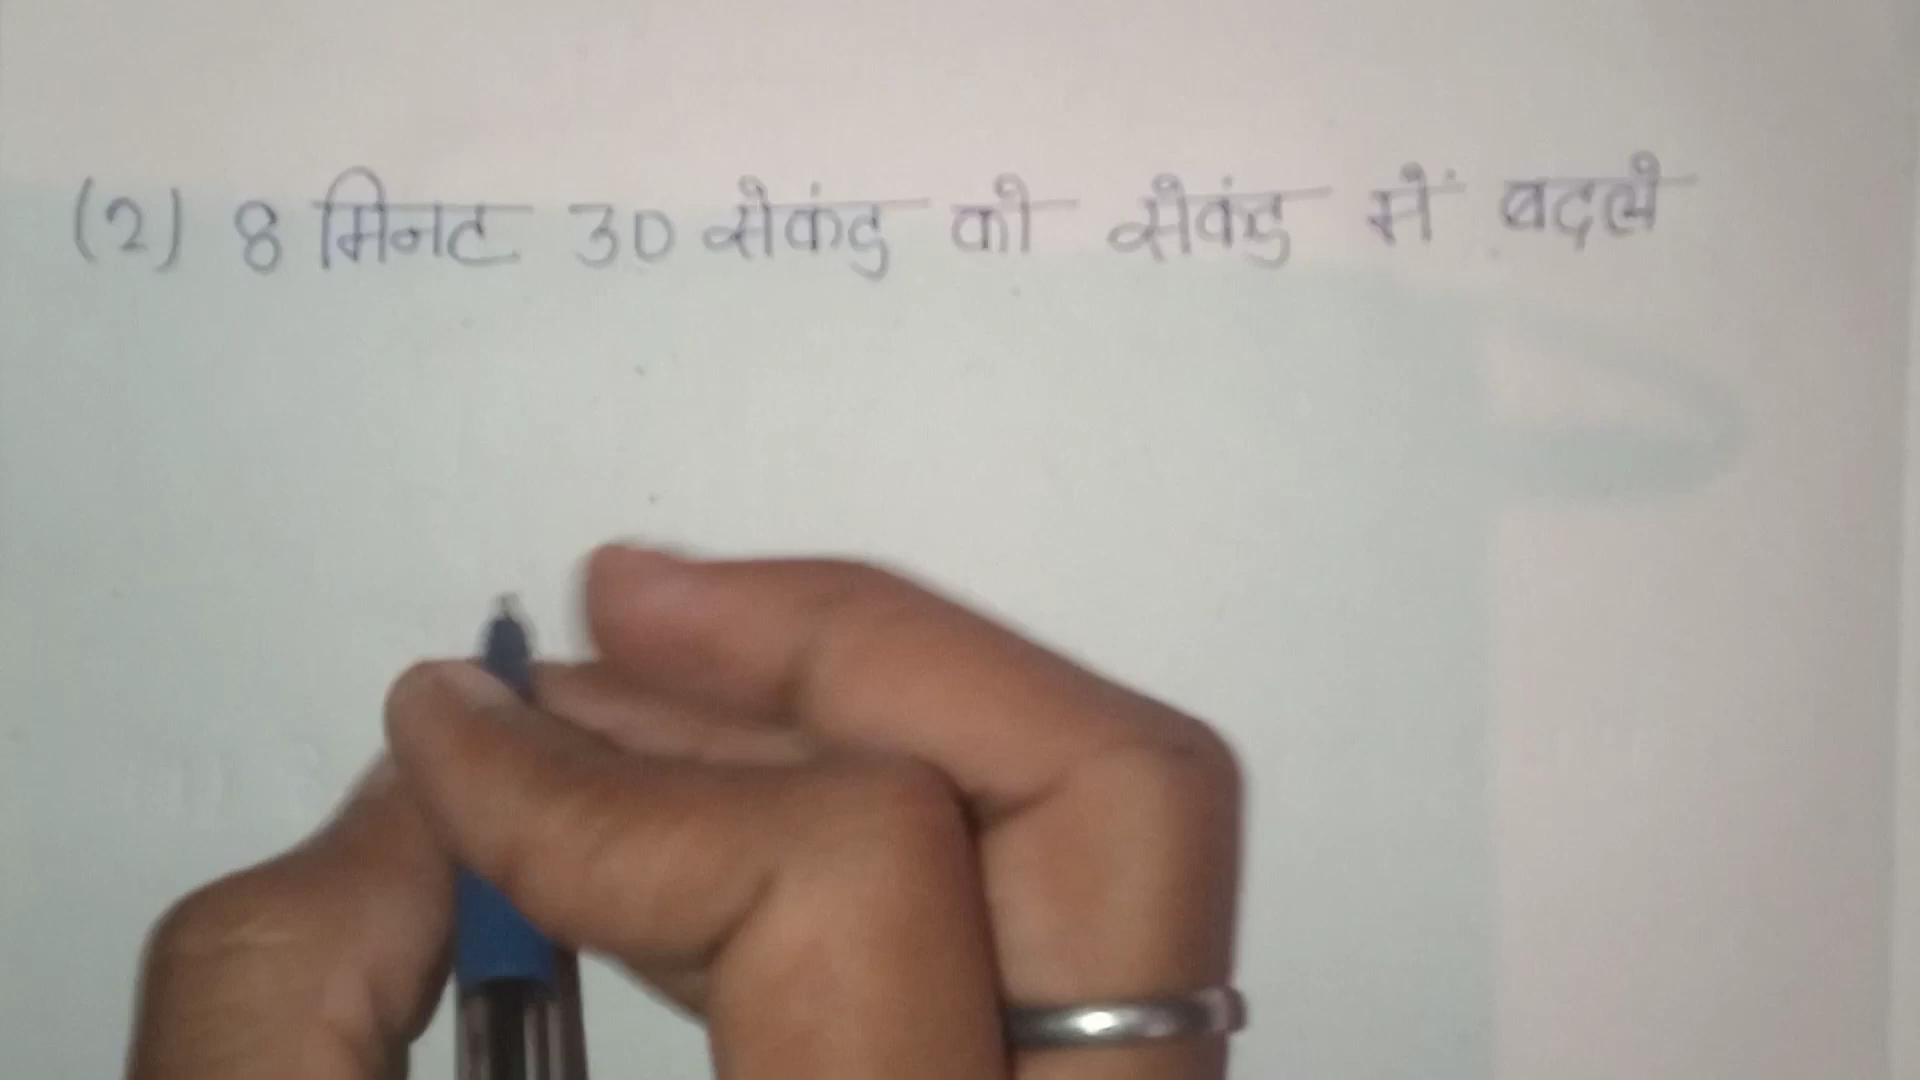 (2) 8 मिनट 30 सेकंड को सेकंड में बदले